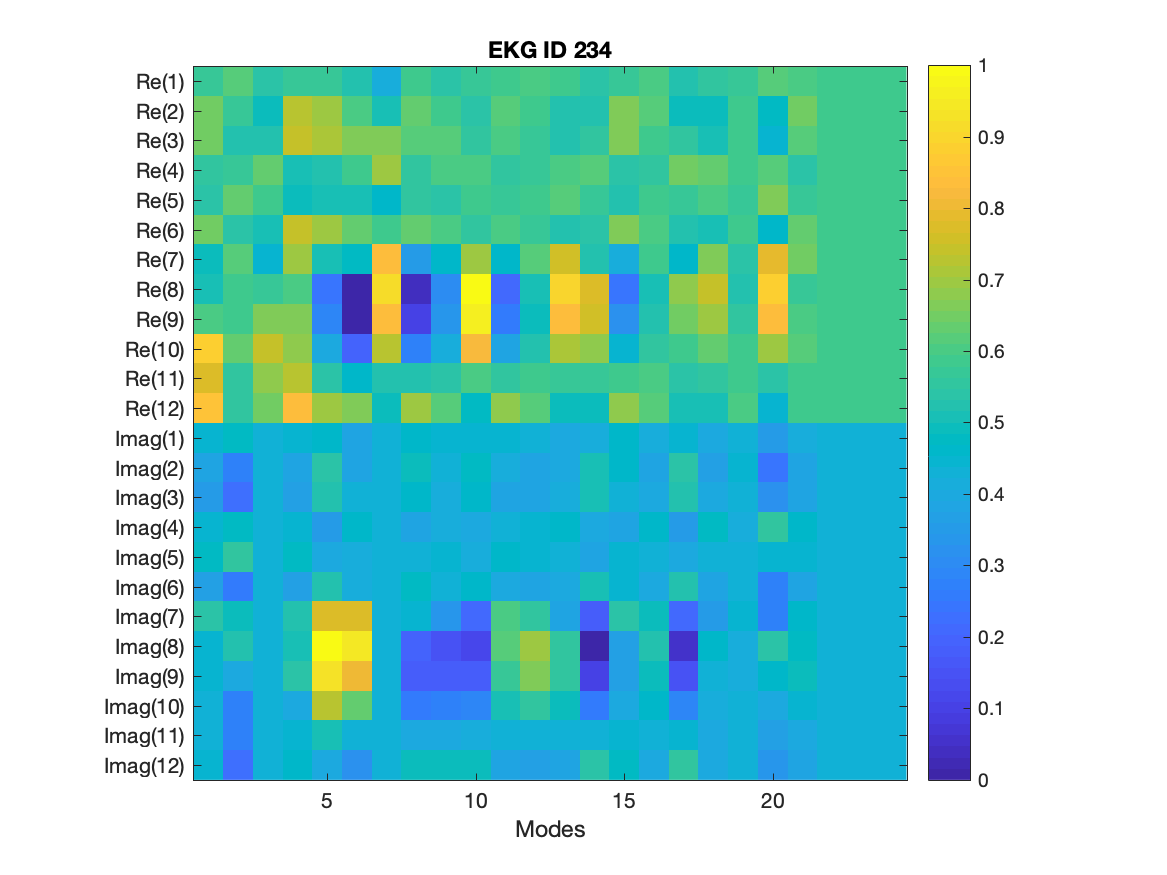 EKG ID 234
Re(1)
Re(2)
Re(3)
Re(4)
Re(5)
Re(6)
Re(7)
Re(8)
Re(9)
Re(10)
Re(11)
Re(12)
Imag(1)
Imag(2)
Imag(3)
Imag(4)
Imag(5)
Imag(6)
Imag(7)
Imag(8)
Imag(9)
Imag(10)
Imag(11)
Imag(12)
5 10 15 20
Modes
1
0.9
0.8
0.7
0.6
0.5
0.4
0.3
0.2
0.1
0